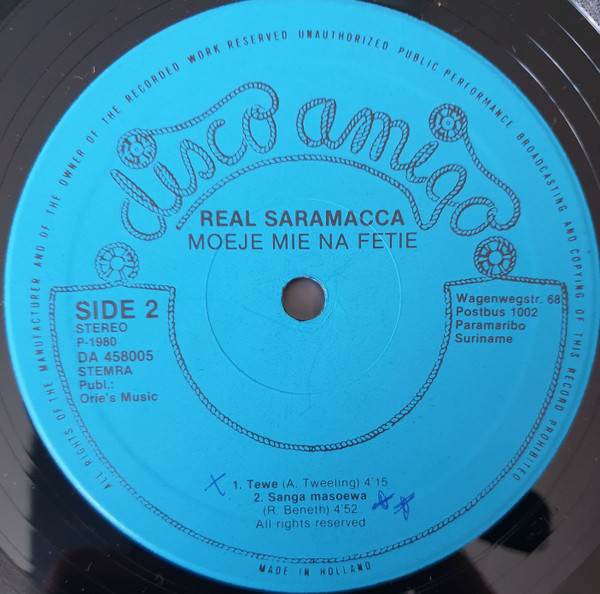 ALL RIGHTS OF THE MANUFACTURER AND OF THE OWNER OF THE RECORDED WORK RESERVED UNAUTHORIZED PUBLIC PERFORMANCE BROADCASTING AND COPYING OF THIS RECORD PROHIBITED
disco amigo
REAL SARAMACCA
MOEJE MIE NA FETIE
SIDE 2
STEREO
P-1980
DA 458005
STEMRA
Publ.:
Orie's Music
Wagenwegstr. 68
Postbus 1002
Paramaribo
Suriname
X 1. Tewe (A. Tweeling) 4'15
2. Sanga masoewa
(R. Beneth) 4'52
All rights reserved
MADE IN HOLLAND